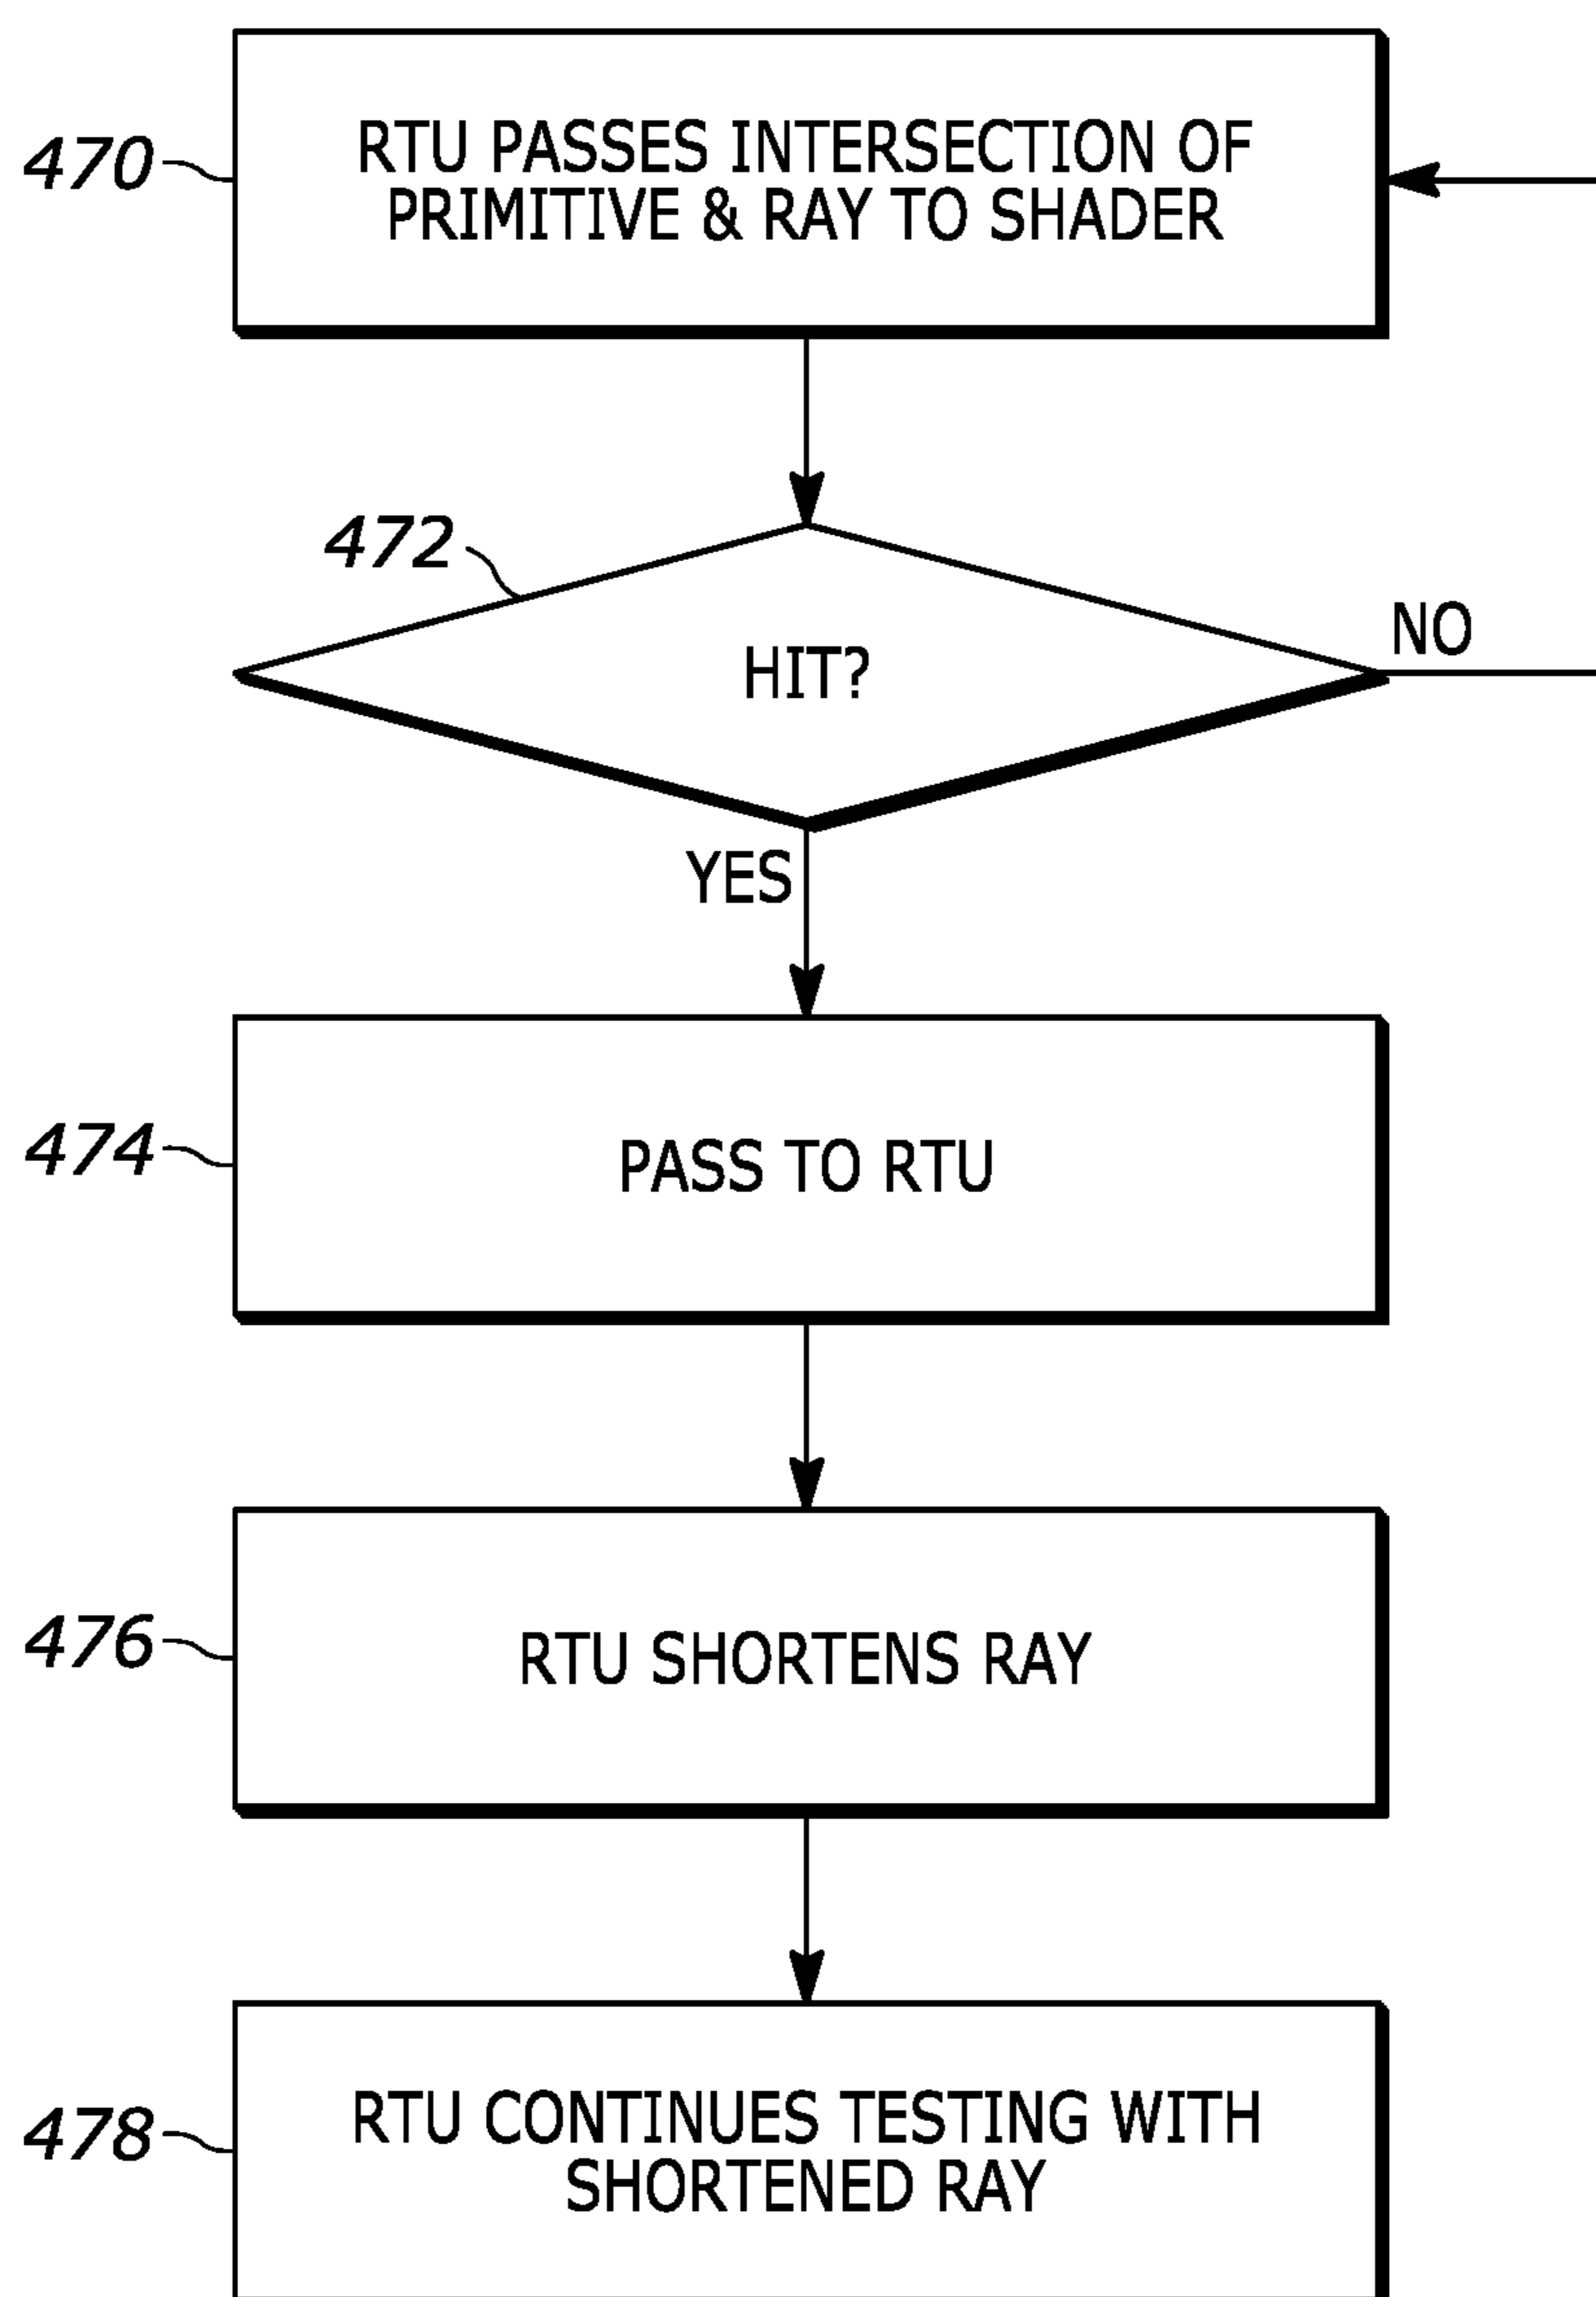 470
RTU PASSES INTERSECTION OF
PRIMITIVE & RAY TO SHADER
472
HIT?
NO
YES
474
PASS TO RTU
476
RTU SHORTENS RAY
478
RTU CONTINUES TESTING WITH
SHORTENED RAY